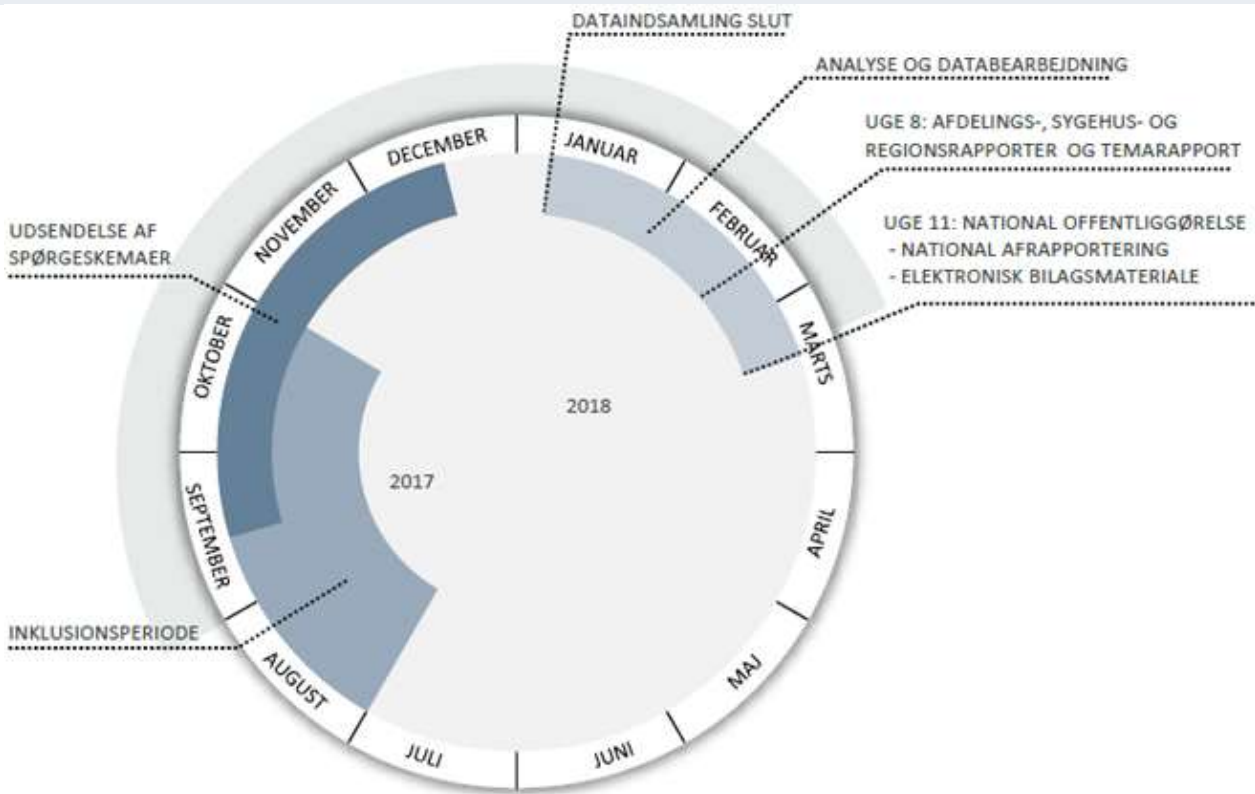 DATAINDSAMLING SLUT
ANALYSE OG DATABEARBEJDNING
UGE 8: AFDELINGS-, SYGEHUS- OG
REGIONSRAPPORTER OG TEMARAPPORT
UGE 11: NATIONAL OFFENTLIGGØRELSE
- NATIONAL AFRAPPORTERING
- ELEKTRONISK BILAGSMATERIALE
UDSENDELSE AF
SPØRGESKEMAER
INKLUSIONSPERIODE
JANUAR
FEBRUAR
MARTS
APRIL
MAJ
JUNI
JULI
AUGUST
SEPTEMBER
OKTOBER
NOVEMBER
DECEMBER
2018
2017